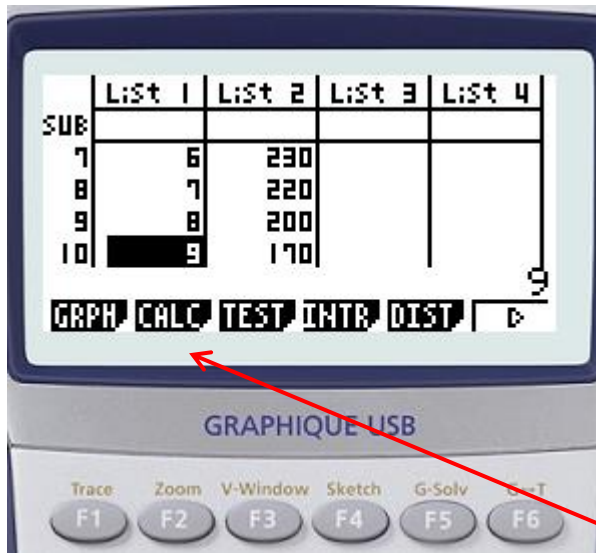 List 1 List 2 List 3 List 4
SUB
7 6 230
8 7 220
9 8 200
10 9 170
9
GRPH CALC TEST INTR DIST ▷
GRAPHIQUE USB
Trace Zoom V-Window Sketch G-Solv G↔T
F1 F2 F3 F4 F5 F6